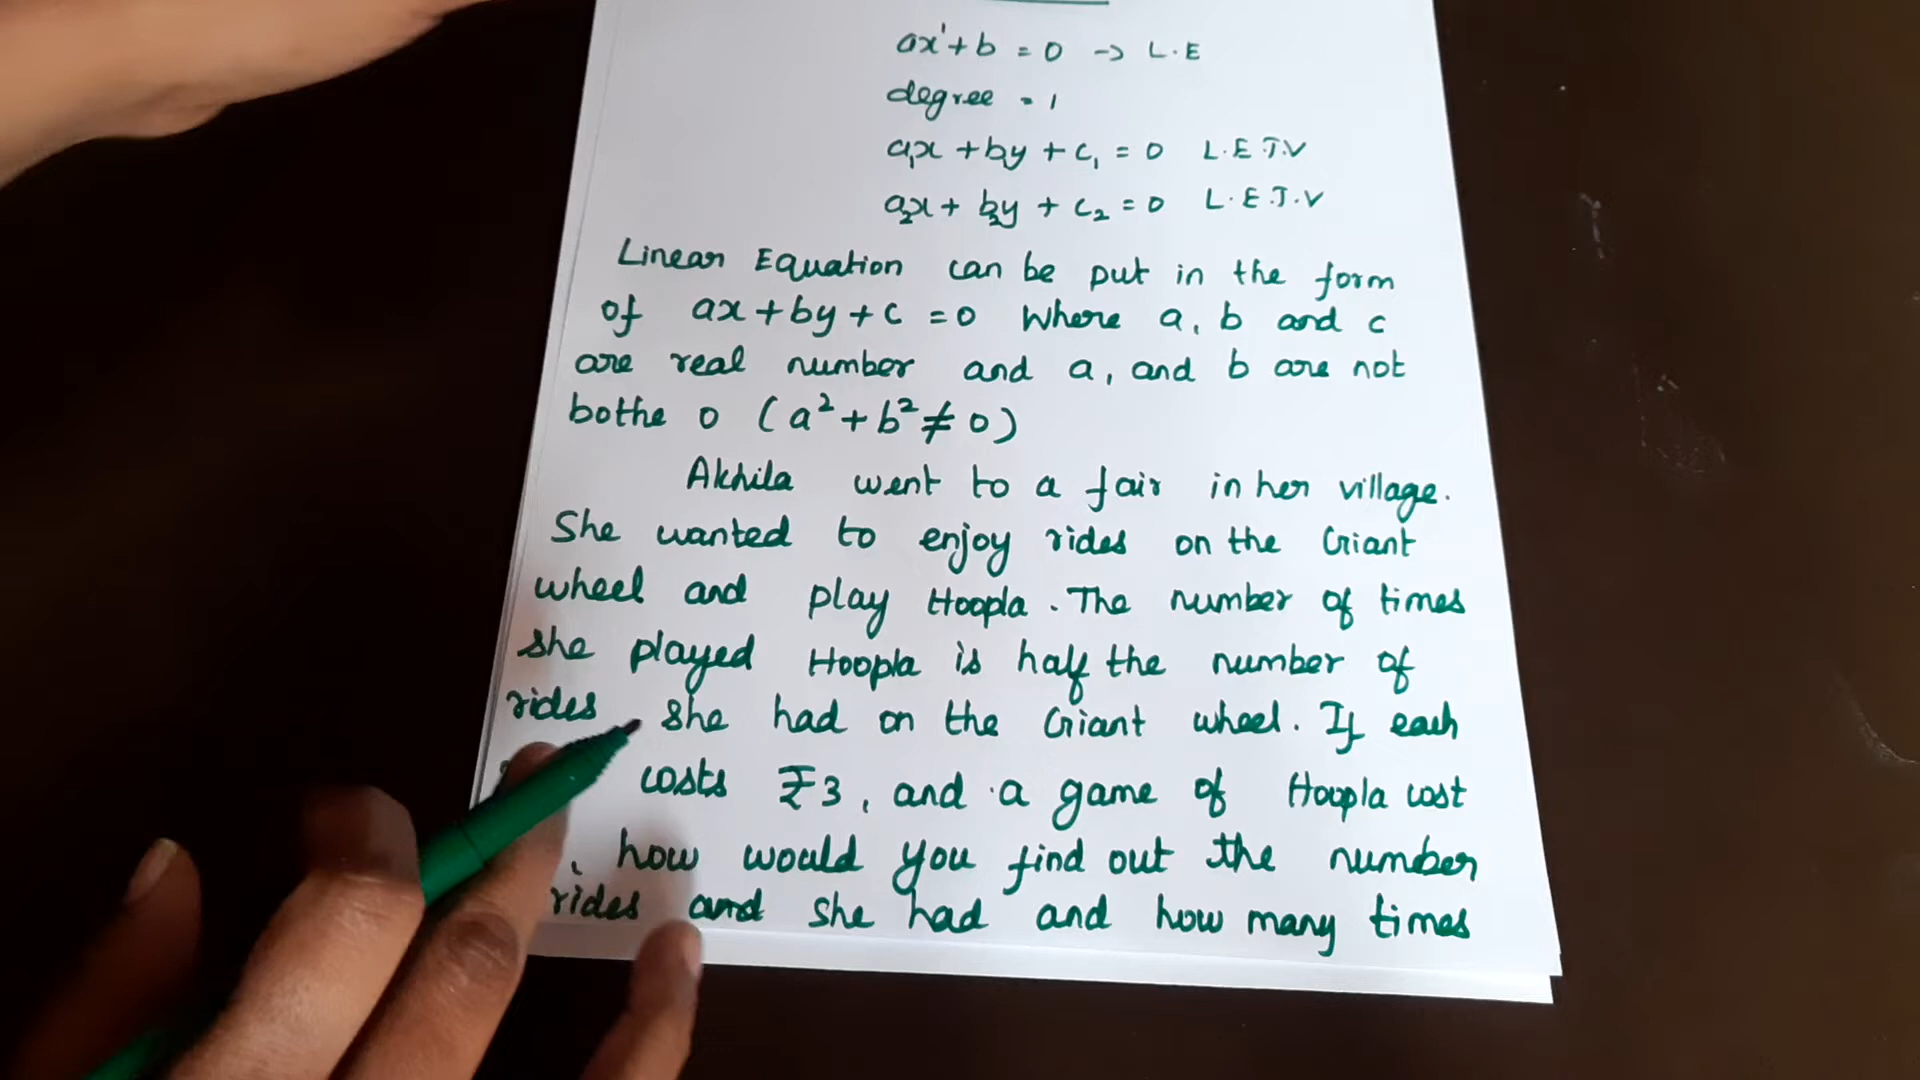 ax¹ + b = 0 → L.E
degree = 1
a₁x + b₁y + c₁ = 0 L.E.T.V
a₂x + b₂y + c₂ = 0 L.E.T.V
Linear Equation can be put in the form
of ax + by + c = 0 Where a, b and c
are real number and a, and b are not
bothe 0 (a² + b² ≠ 0)
Akhila went to a fair in her village.
She wanted to enjoy rides on the Giant
wheel and play Hoopla. The number of times
she played Hoopla is half the number of
rides she had on the Giant wheel. If each
costs ₹3, and a game of Hoopla cost
, how would you find out the number
rides and she had and how many times